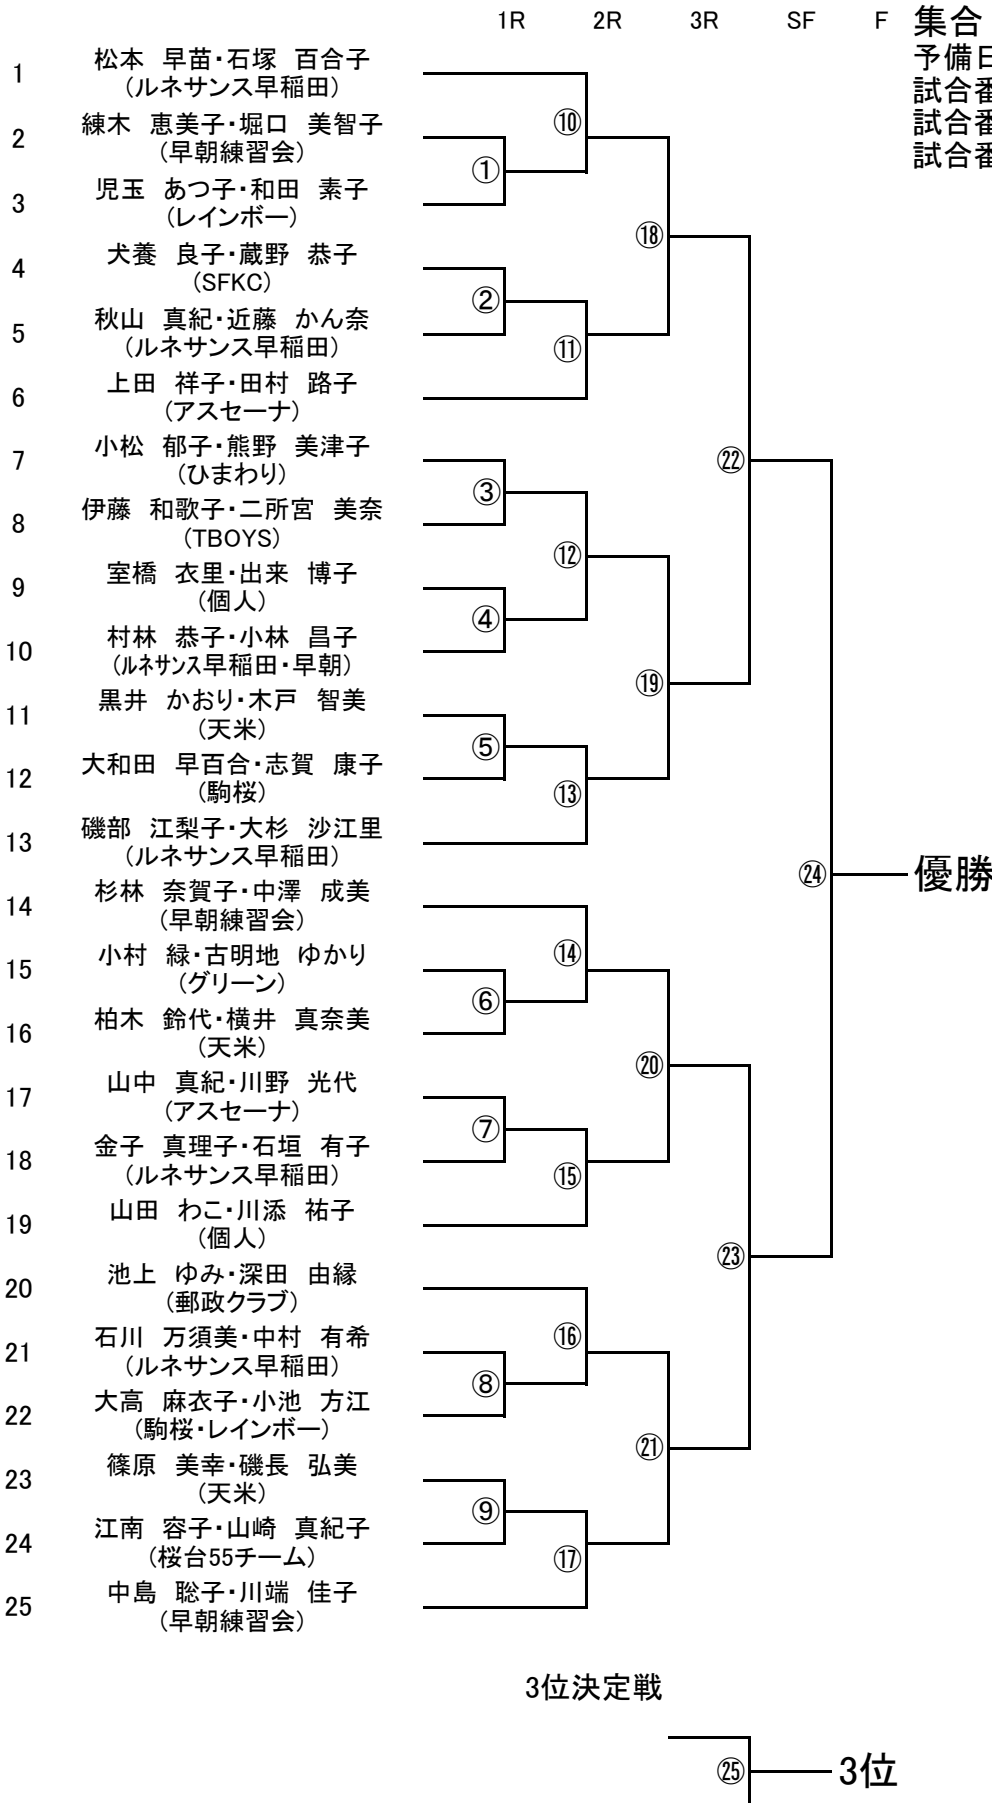 1R 2R 3R SF F 集合
予備日
試合番
試合番
試合番
1 松本 早苗・石塚 百合子
(ルネサンス早稲田)
2 練木 恵美子・堀口 美智子
(早朝練習会)
3 児玉 あつ子・和田 素子
(レインボー)
4 犬養 良子・蔵野 恭子
(SFKC)
5 秋山 真紀・近藤 かん奈
(ルネサンス早稲田)
6 上田 祥子・田村 路子
(アスセーナ)
7 小松 郁子・熊野 美津子
(ひまわり)
8 伊藤 和歌子・二所宮 美奈
(TBOYS)
9 室橋 衣里・出来 博子
(個人)
10 村林 恭子・小林 昌子
(ルネサンス早稲田・早朝)
11 黒井 かおり・木戸 智美
(天米)
12 大和田 早百合・志賀 康子
(駒桜)
13 磯部 江梨子・大杉 沙江里
(ルネサンス早稲田)
14 杉林 奈賀子・中澤 成美
(早朝練習会)
15 小村 緑・古明地 ゆかり
(グリーン)
16 柏木 鈴代・横井 真奈美
(天米)
17 山中 真紀・川野 光代
(アスセーナ)
18 金子 真理子・石垣 有子
(ルネサンス早稲田)
19 山田 わこ・川添 祐子
(個人)
20 池上 ゆみ・深田 由縁
(郵政クラブ)
21 石川 万須美・中村 有希
(ルネサンス早稲田)
22 大高 麻衣子・小池 方江
(駒桜・レインボー)
23 篠原 美幸・磯長 弘美
(天米)
24 江南 容子・山崎 真紀子
(桜台55チーム)
25 中島 聡子・川端 佳子
(早朝練習会)
①
②
③
④
⑤
⑥
⑦
⑧
⑨
⑩
⑪
⑫
⑬
⑭
⑮
⑯
⑰
⑱
⑲
⑳
㉑
㉒
㉓
㉔ 優勝
3位決定戦
㉕ 3位